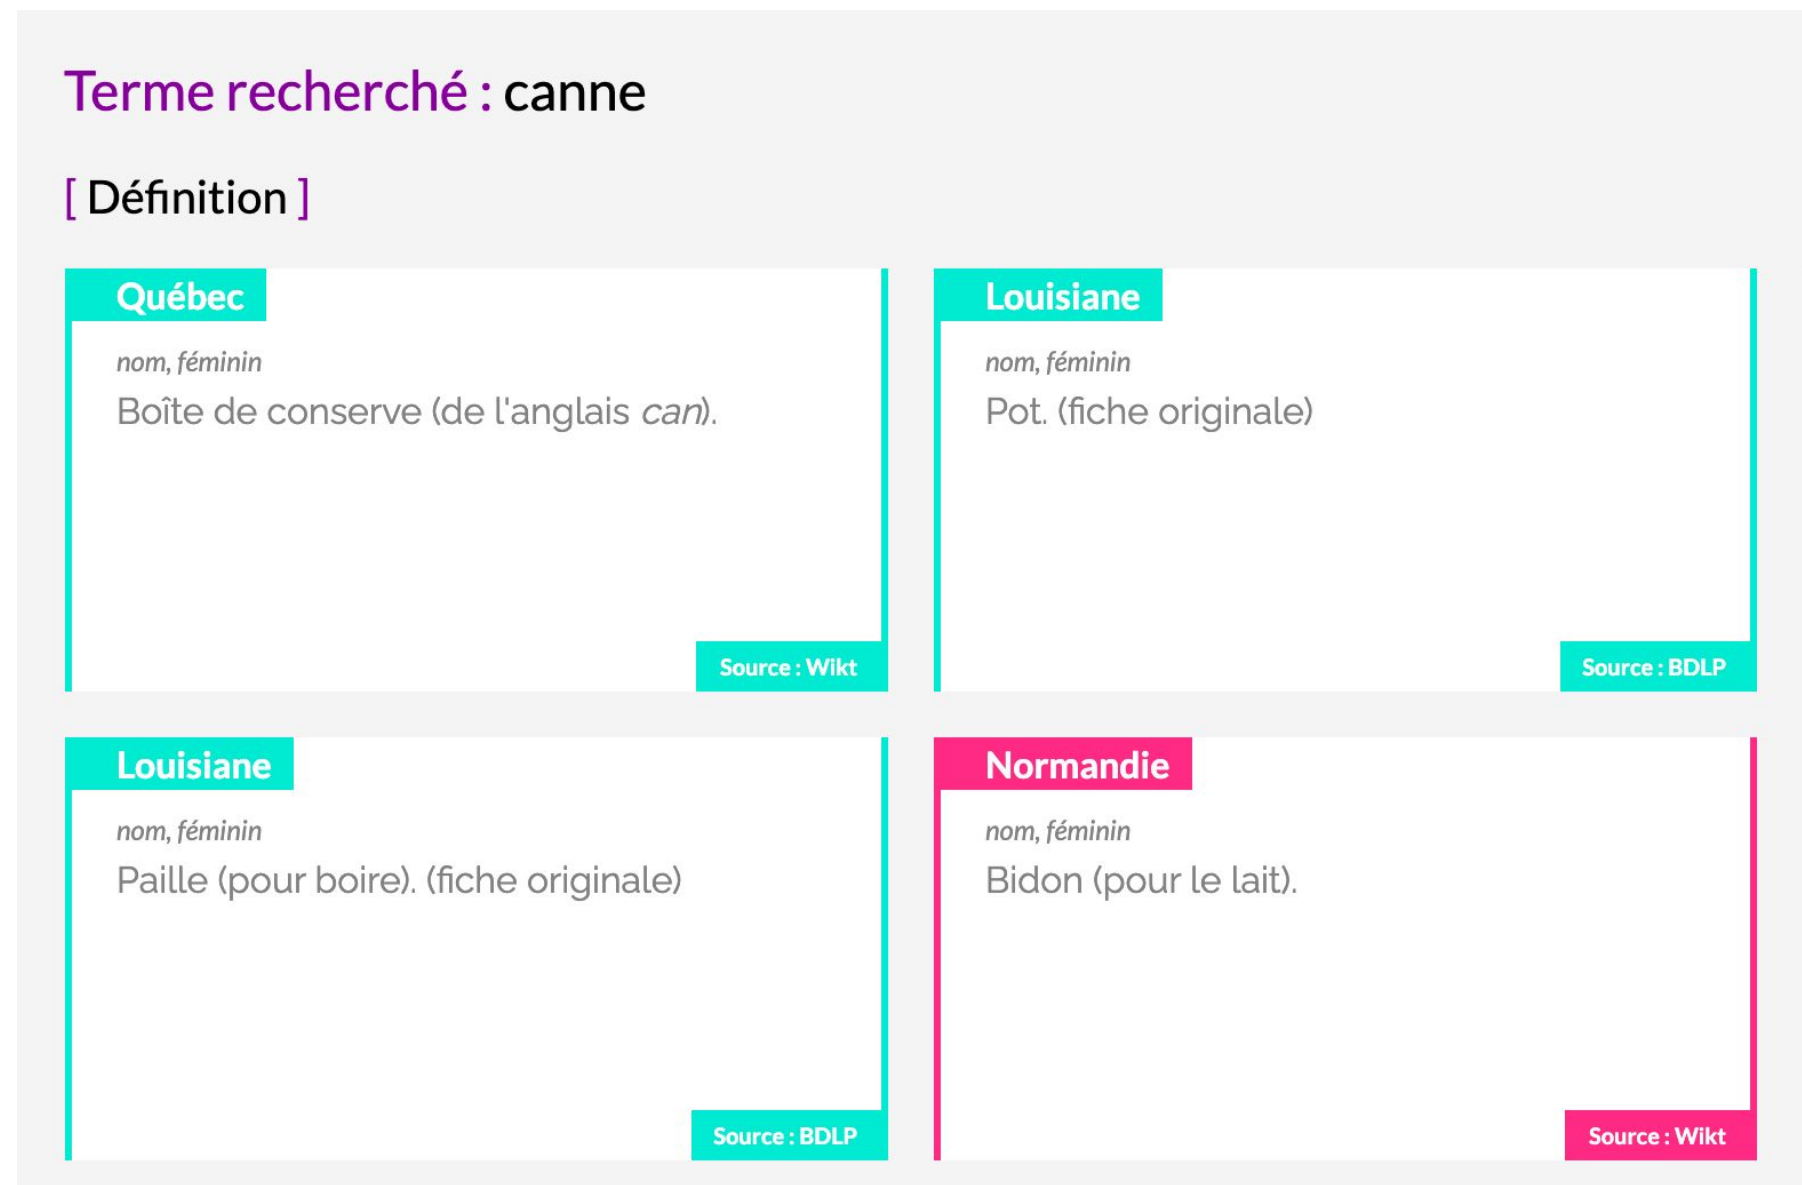 Terme recherché : canne
[ Définition ]
Québec
nom, féminin
Boîte de conserve (de l'anglais can).
Source : Wikt
Louisiane
nom, féminin
Pot. (fiche originale)
Source : BDLP
Louisiane
nom, féminin
Paille (pour boire). (fiche originale)
Source : BDLP
Normandie
nom, féminin
Bidon (pour le lait).
Source : Wikt